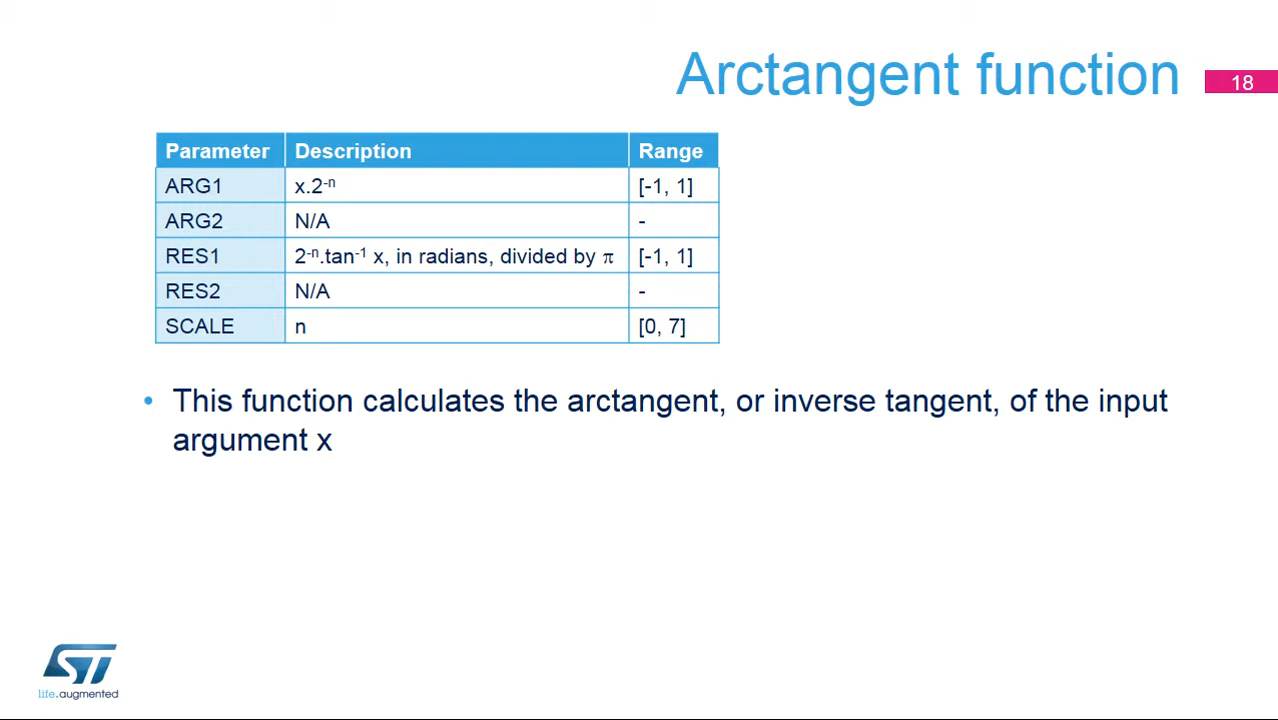 Arctangent function
18
Parameter Description Range
ARG1 x.2⁻ⁿ [-1, 1]
ARG2 N/A -
RES1 2⁻ⁿ.tan⁻¹ x, in radians, divided by π [-1, 1]
RES2 N/A -
SCALE n [0, 7]
• This function calculates the arctangent, or inverse tangent, of the input
argument x
ST
life.augmented